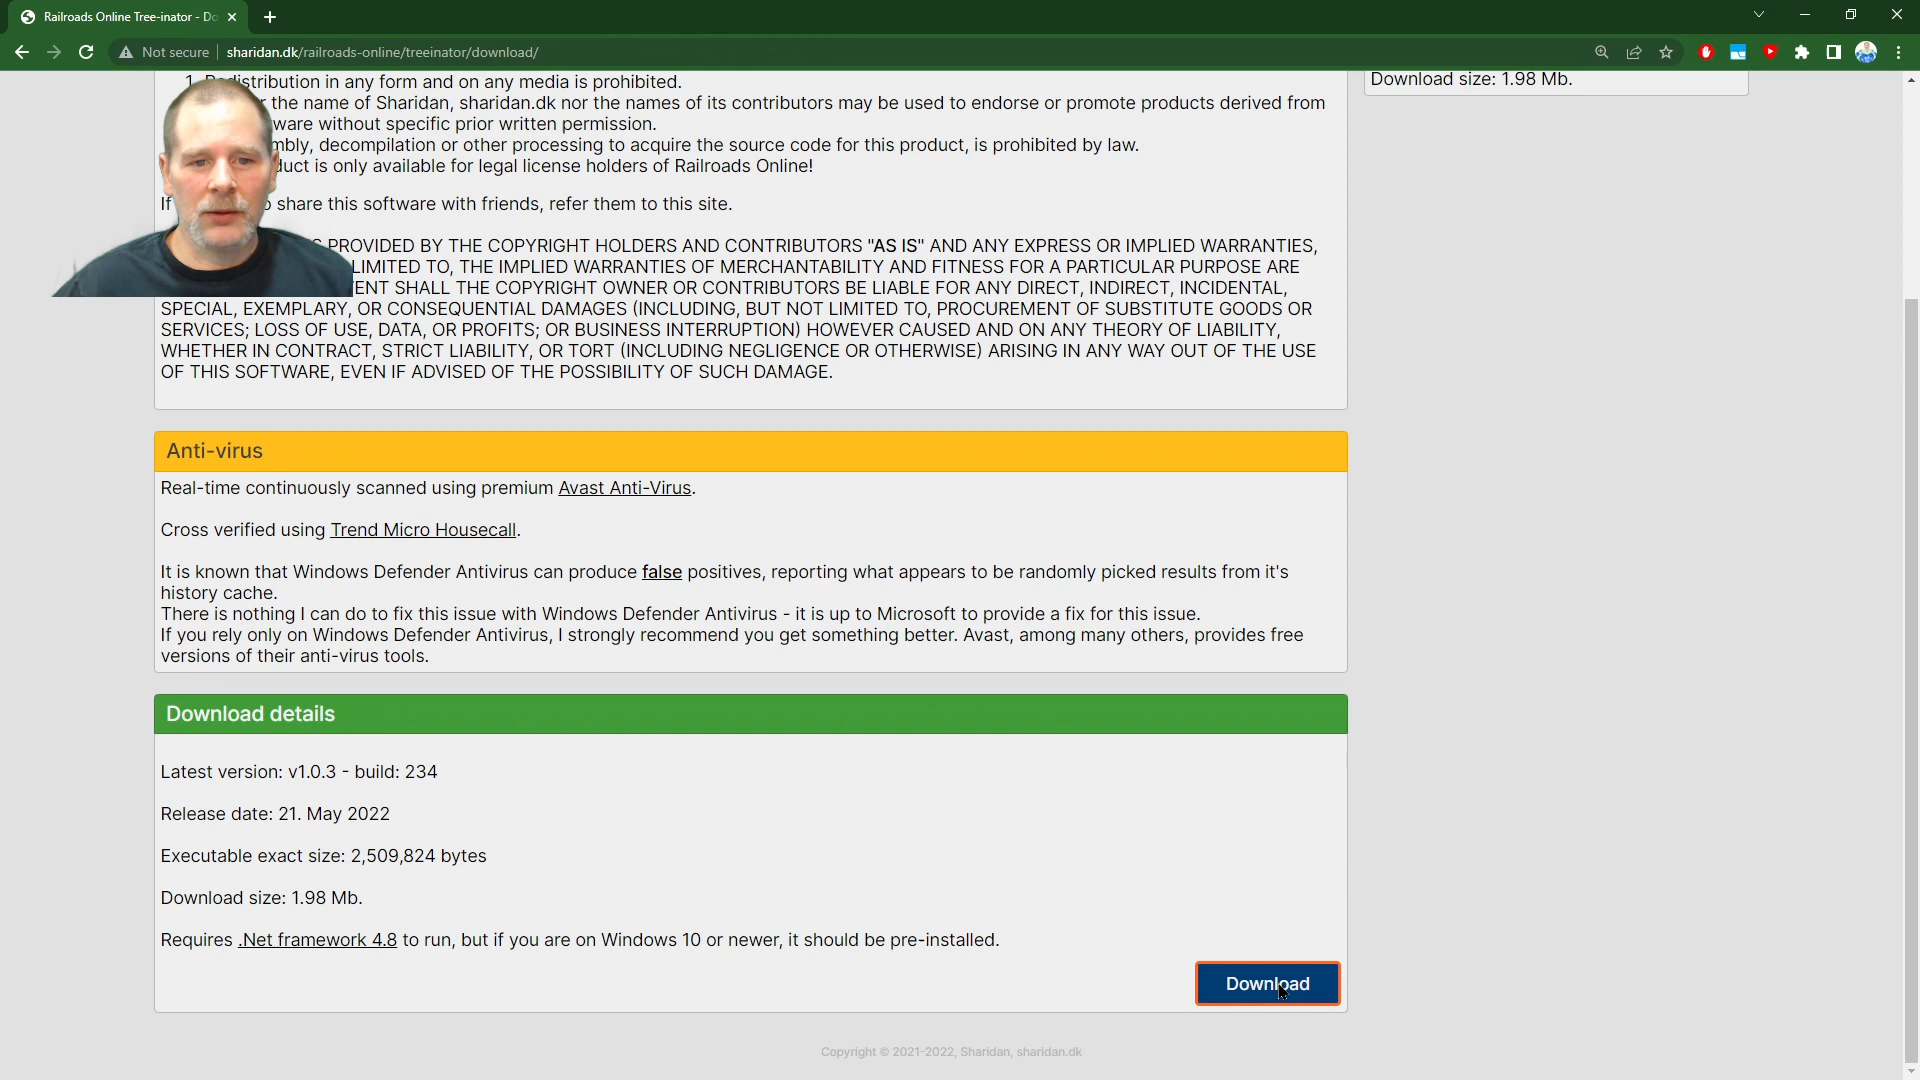 Railroads Online Tree-inator - Do
Not secure
sharidan.dk/railroads-online/treeinator/download/
Download size: 1.98 Mb.
1. Redistribution in any form and on any media is prohibited.
r the name of Sharidan, sharidan.dk nor the names of its contributors may be used to endorse or promote products derived from
ware without specific prior written permission.
mbly, decompilation or other processing to acquire the source code for this product, is prohibited by law.
duct is only available for legal license holders of Railroads Online!
If
o share this software with friends, refer them to this site.
S PROVIDED BY THE COPYRIGHT HOLDERS AND CONTRIBUTORS "AS IS" AND ANY EXPRESS OR IMPLIED WARRANTIES,
LIMITED TO, THE IMPLIED WARRANTIES OF MERCHANTABILITY AND FITNESS FOR A PARTICULAR PURPOSE ARE
ENT SHALL THE COPYRIGHT OWNER OR CONTRIBUTORS BE LIABLE FOR ANY DIRECT, INDIRECT, INCIDENTAL,
SPECIAL, EXEMPLARY, OR CONSEQUENTIAL DAMAGES (INCLUDING, BUT NOT LIMITED TO, PROCUREMENT OF SUBSTITUTE GOODS OR
SERVICES; LOSS OF USE, DATA, OR PROFITS; OR BUSINESS INTERRUPTION) HOWEVER CAUSED AND ON ANY THEORY OF LIABILITY,
WHETHER IN CONTRACT, STRICT LIABILITY, OR TORT (INCLUDING NEGLIGENCE OR OTHERWISE) ARISING IN ANY WAY OUT OF THE USE
OF THIS SOFTWARE, EVEN IF ADVISED OF THE POSSIBILITY OF SUCH DAMAGE.
Anti-virus
Real-time continuously scanned using premium Avast Anti-Virus.
Cross verified using Trend Micro Housecall.
It is known that Windows Defender Antivirus can produce false positives, reporting what appears to be randomly picked results from it's
history cache.
There is nothing I can do to fix this issue with Windows Defender Antivirus - it is up to Microsoft to provide a fix for this issue.
If you rely only on Windows Defender Antivirus, I strongly recommend you get something better. Avast, among many others, provides free
versions of their anti-virus tools.
Download details
Latest version: v1.0.3 - build: 234
Release date: 21. May 2022
Executable exact size: 2,509,824 bytes
Download size: 1.98 Mb.
Requires .Net framework 4.8 to run, but if you are on Windows 10 or newer, it should be pre-installed.
Download
Copyright © 2021-2022, Sharidan, sharidan.dk